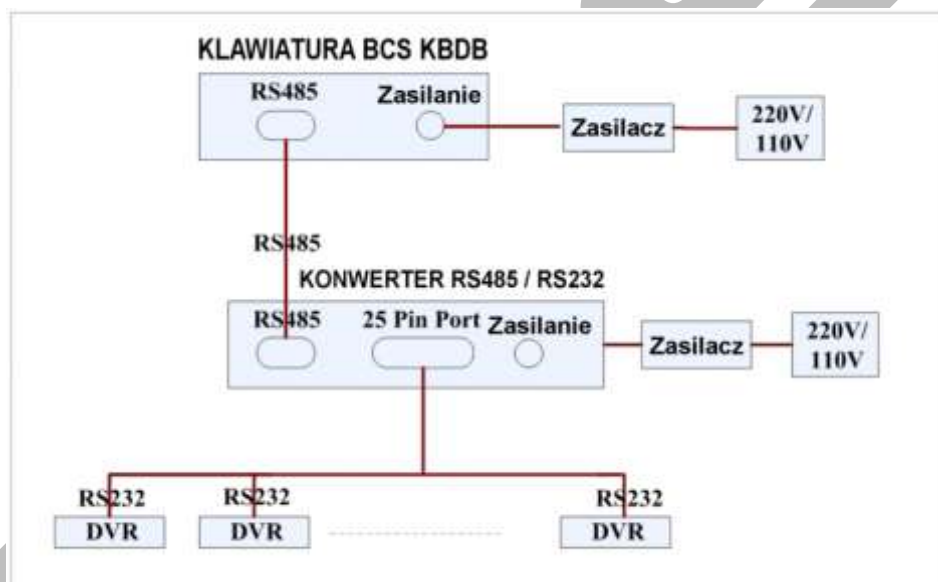 KLAWIATURA BCS KBDB
RS485
Zasilanie
Zasilacz
220V/
110V
RS485
KONWERTER RS485 / RS232
RS485
25 Pin Port
Zasilanie
Zasilacz
220V/
110V
RS232
RS232
RS232
DVR
DVR
DVR